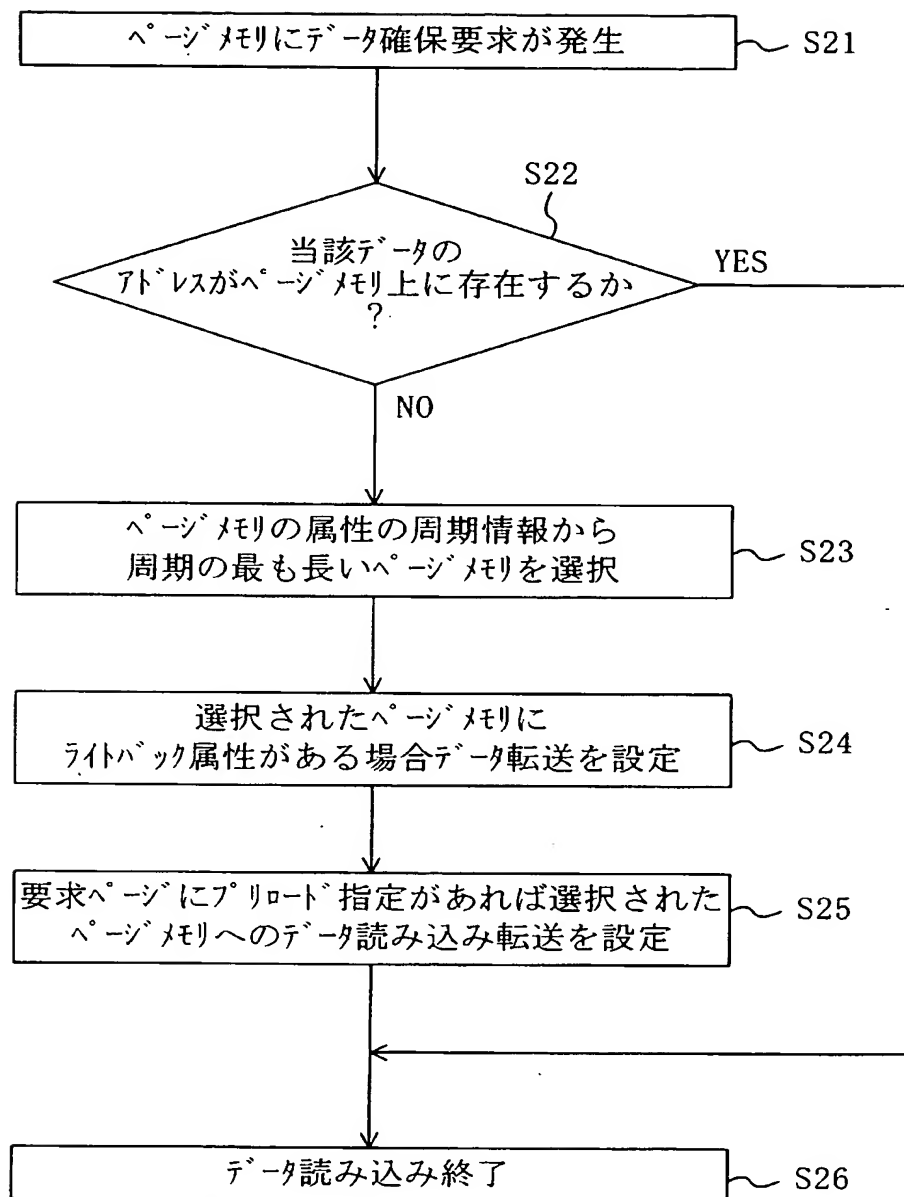 ページメモリにデータ確保要求が発生
S21
S22
当該データの
アドレスがページメモリ上に存在するか
?
YES
NO
ページメモリの属性の周期情報から
周期の最も長いページメモリを選択
S23
選択されたページメモリに
ライトバック属性がある場合データ転送を設定
S24
要求ページにプリロード指定があれば選択された
ページメモリへのデータ読み込み転送を設定
S25
データ読み込み終了
S26